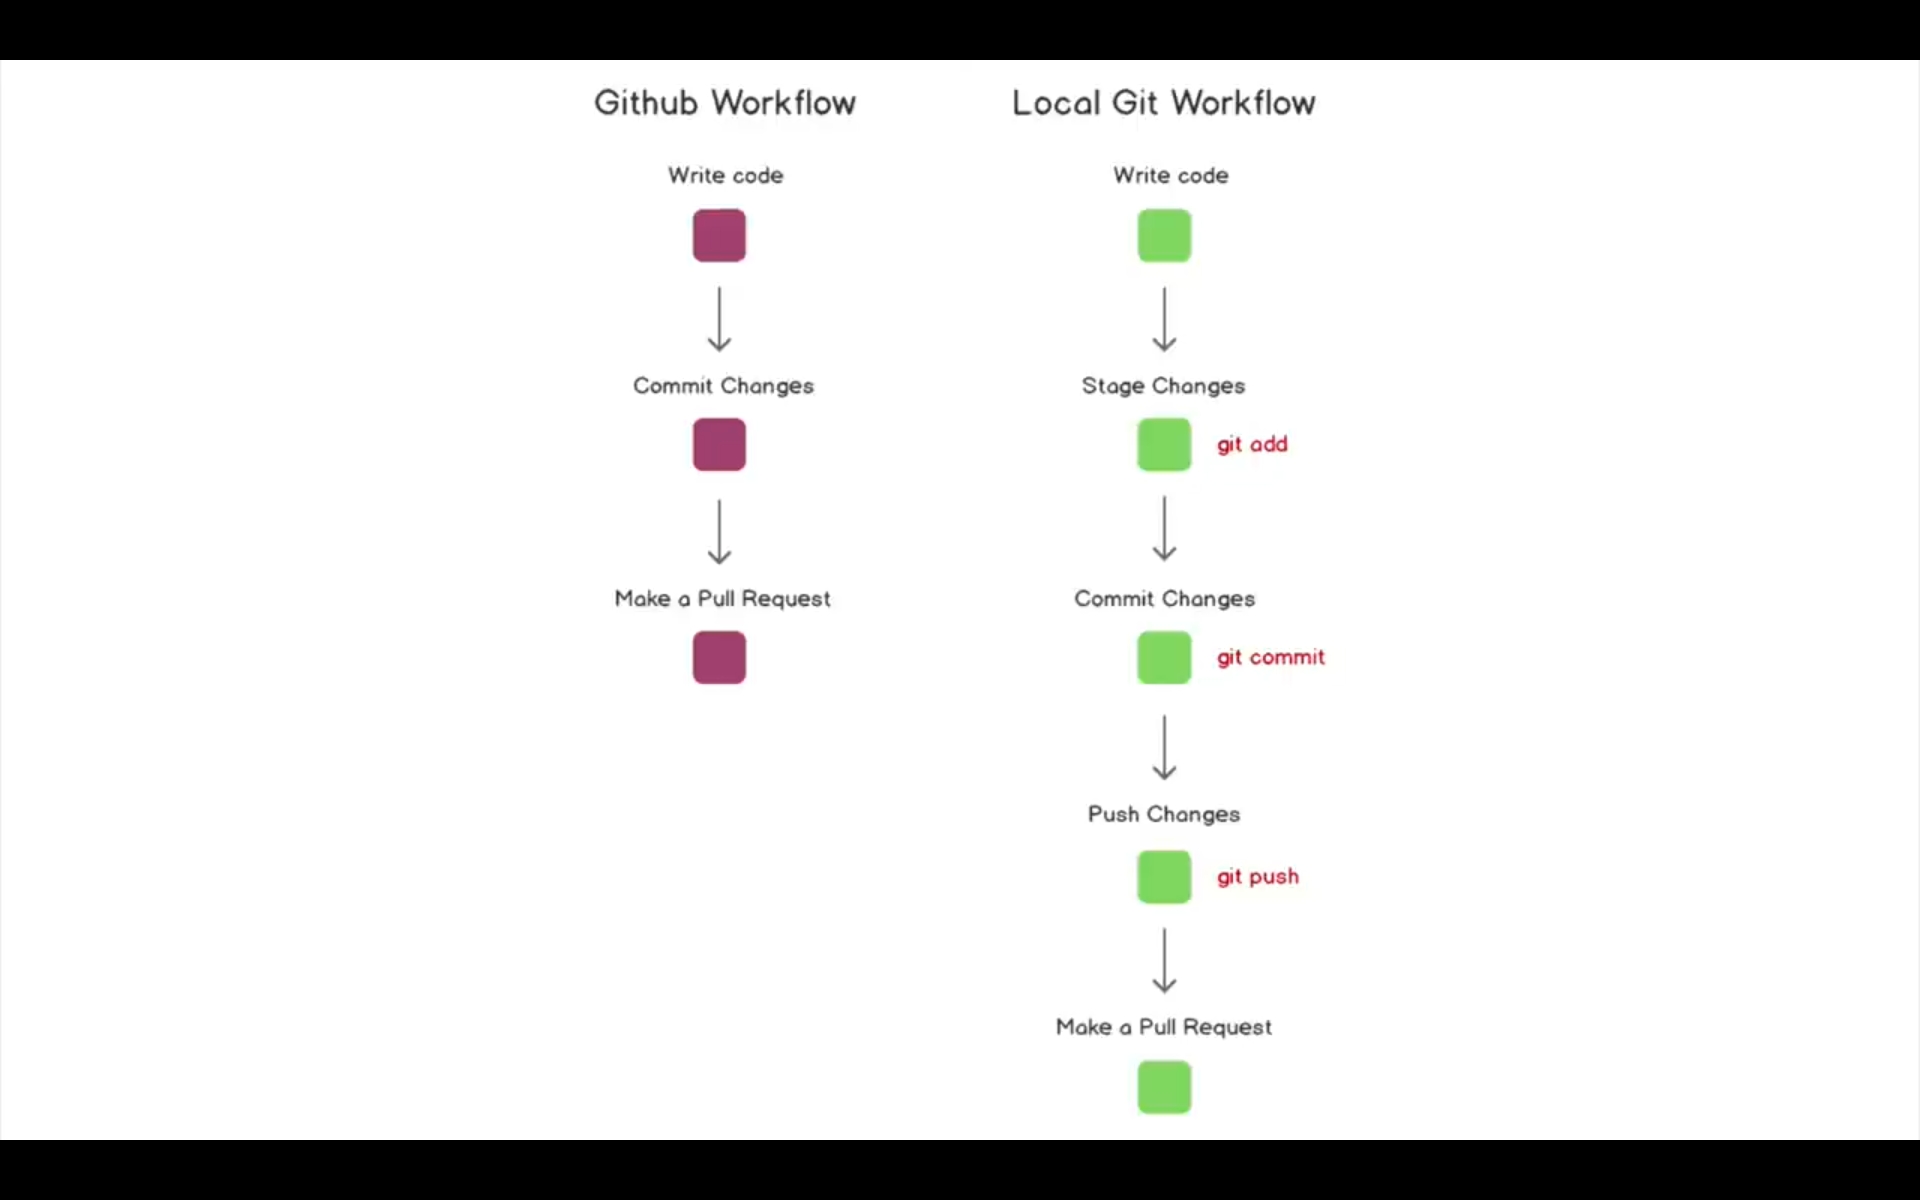 Github Workflow
Write code
Commit Changes
Make a Pull Request
Local Git Workflow
Write code
Stage Changes
git add
Commit Changes
git commit
Push Changes
git push
Make a Pull Request